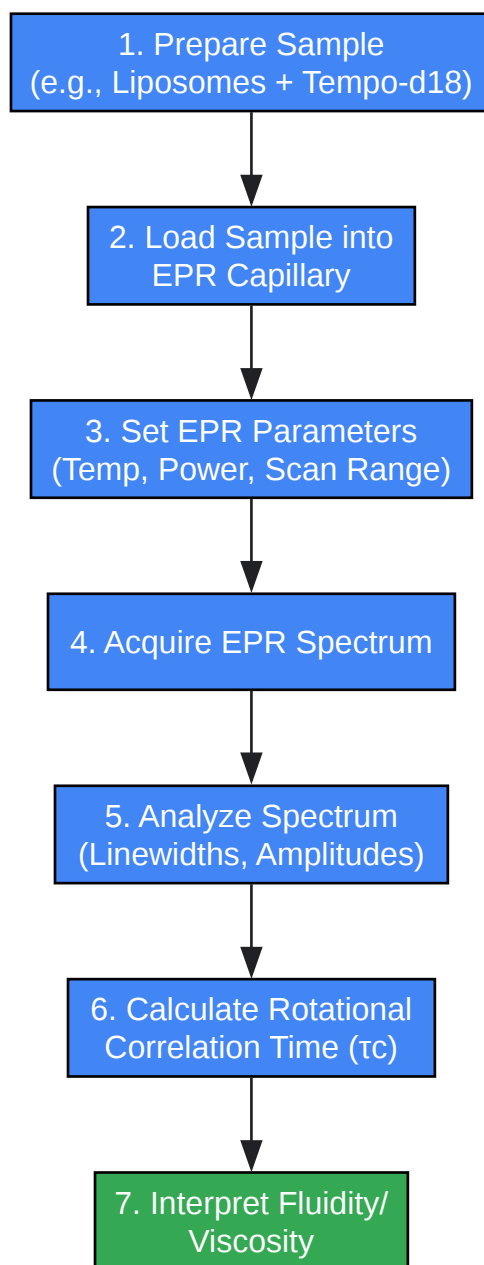 1. Prepare Sample
(e.g., Liposomes + Tempo-d18)
2. Load Sample into
EPR Capillary
3. Set EPR Parameters
(Temp, Power, Scan Range)
4. Acquire EPR Spectrum
5. Analyze Spectrum
(Linewidths, Amplitudes)
6. Calculate Rotational
Correlation Time (τc)
7. Interpret Fluidity/
Viscosity